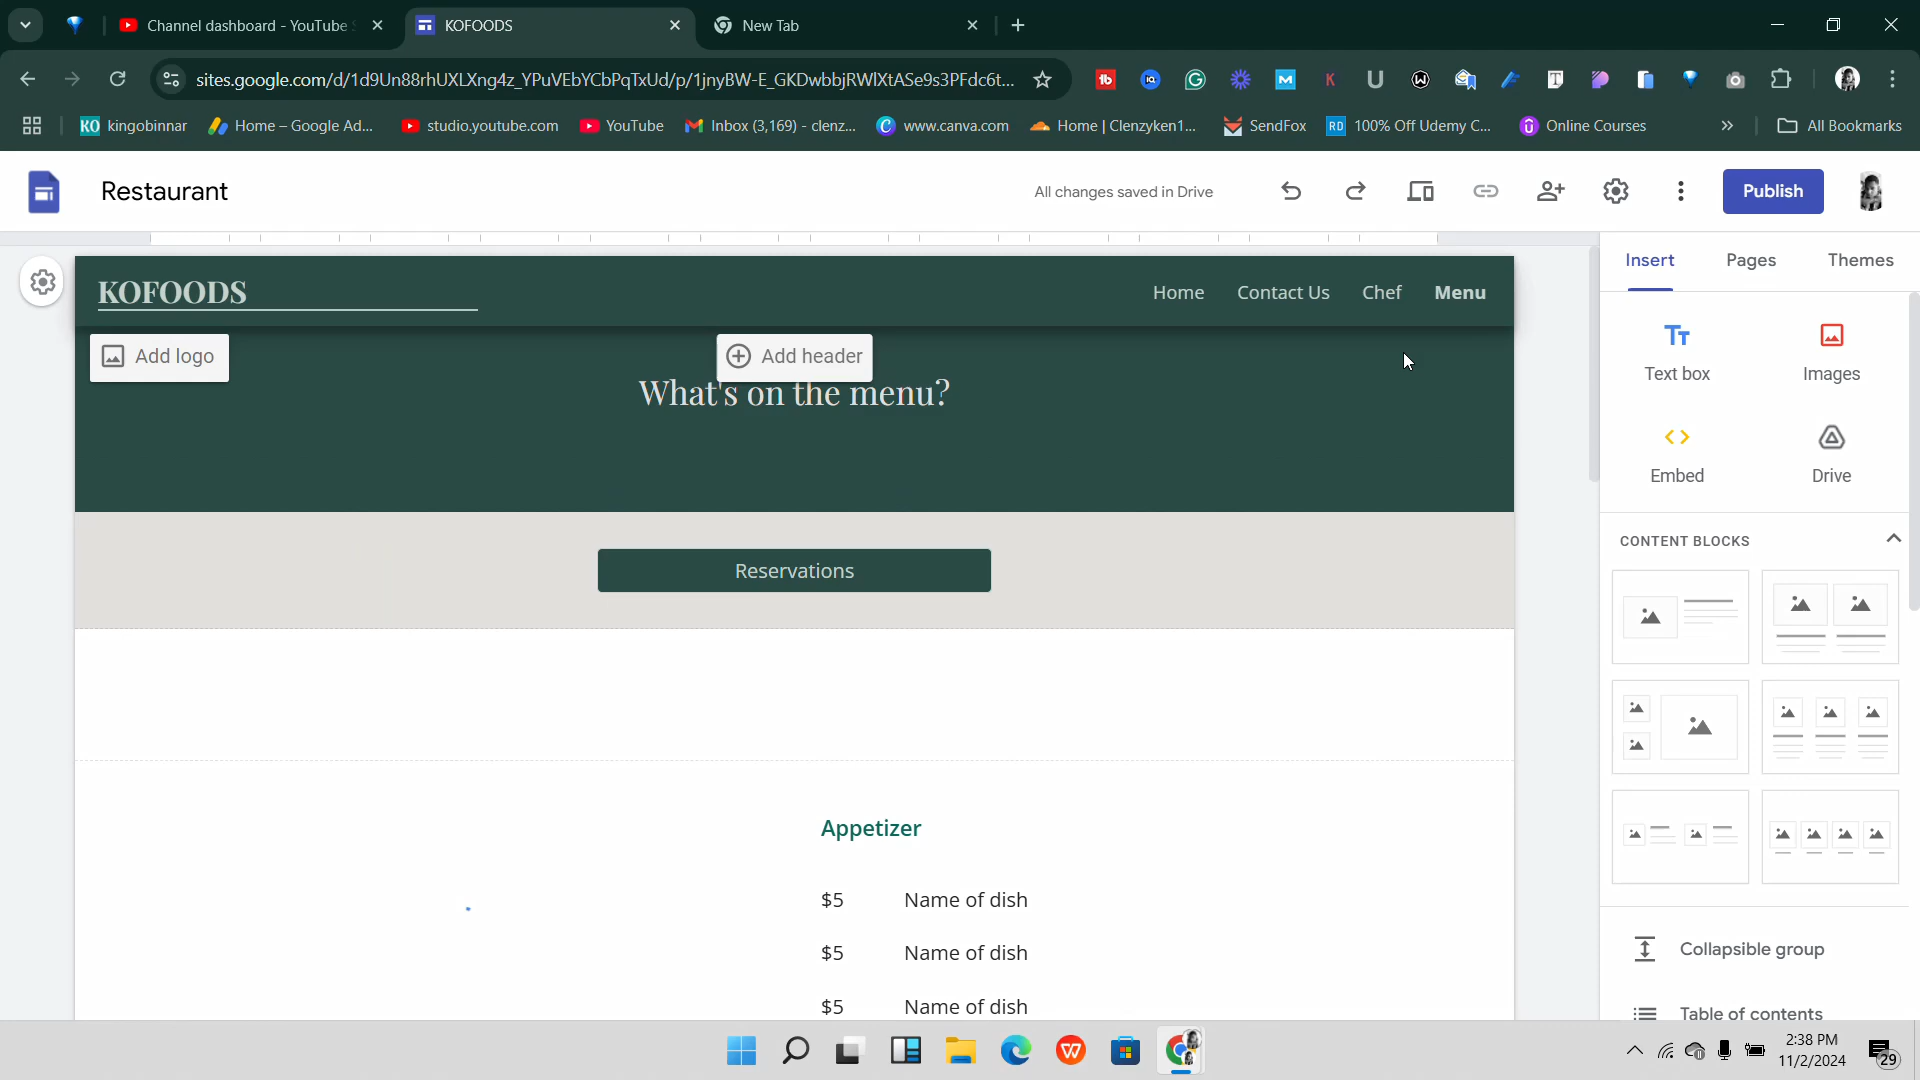 Channel dashboard - YouTube S
KOFOODS
New Tab
sites.google.com/d/1d9Un88rhUXLXng4z_YPuVEbYCbPqTxUd/p/1jnyBW-E_GKDwbbjRWlXtASe9s3PFdc6t...
KO kingobinnar
Home – Google Ad...
studio.youtube.com
YouTube
Inbox (3,169) - clenz...
www.canva.com
Home | Clenzyken1...
SendFox
RD 100% Off Udemy C...
Online Courses
All Bookmarks
Restaurant
All changes saved in Drive
Publish
KOFOODS
Home
Contact Us
Chef
Menu
Insert
Pages
Themes
Add logo
Add header
What's on the menu?
Tt
Text box
Images
Embed
Drive
Reservations
CONTENT BLOCKS
Appetizer
$5 Name of dish
$5 Name of dish
$5 Name of dish
Collapsible group
Table of contents
2:38 PM
11/2/2024
29